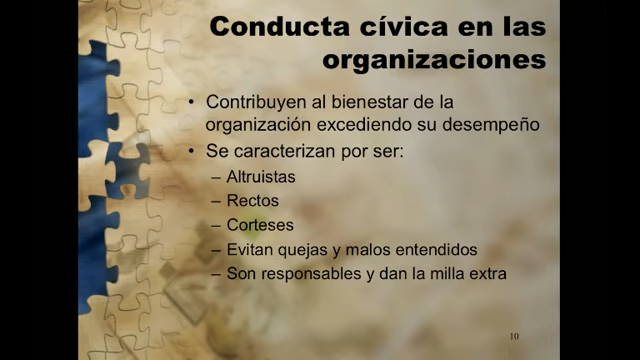 Conducta cívica en las
organizaciones
• Contribuyen al bienestar de la
organización excediendo su desempeño
• Se caracterizan por ser:
– Altruistas
– Rectos
– Corteses
– Evitan quejas y malos entendidos
– Son responsables y dan la milla extra
10